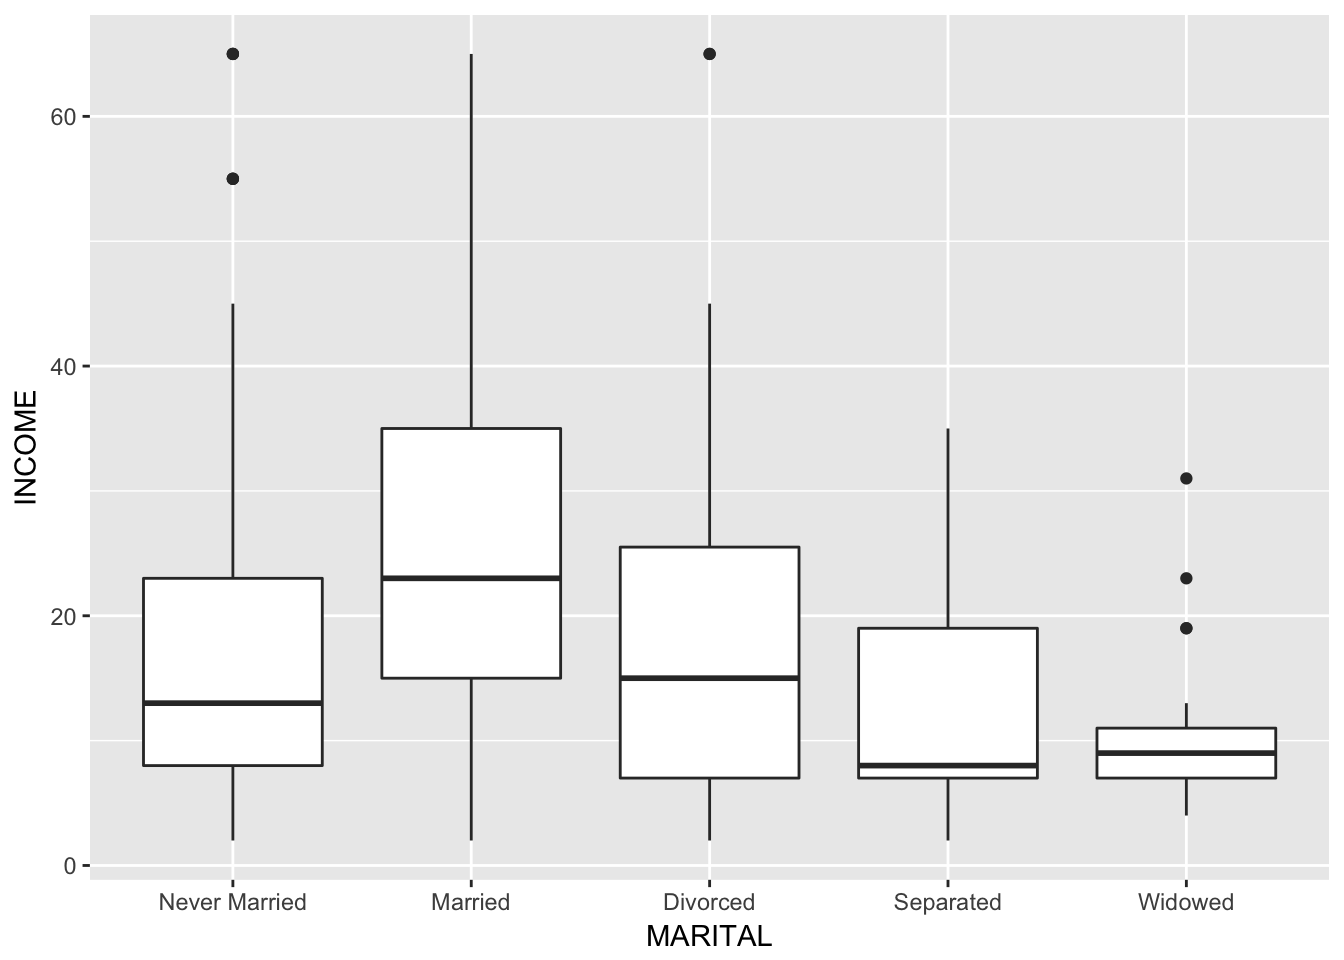 INCOME
60
40
20
0
Never Married
Married
Divorced
Separated
Widowed
MARITAL